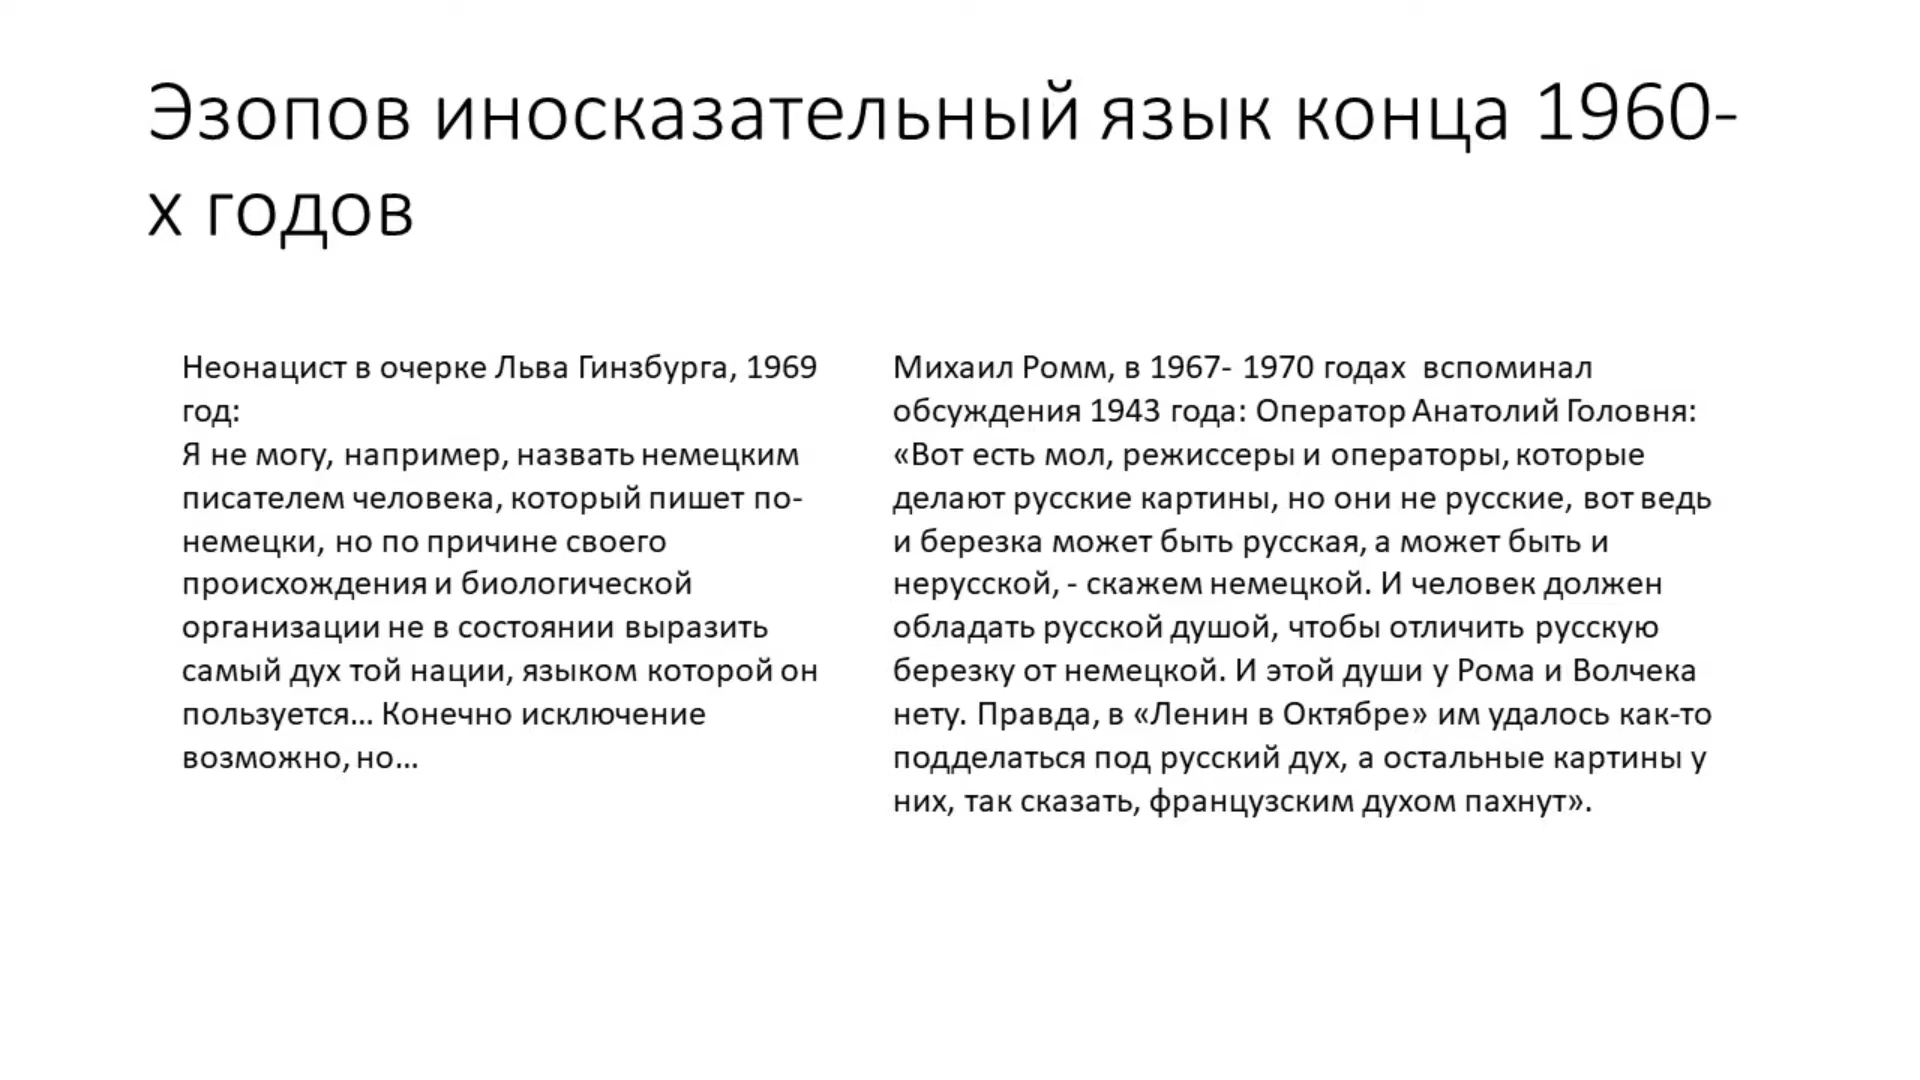 Эзопов иносказательный язык конца 1960-
х годов
Неонацист в очерке Льва Гинзбурга, 1969
год:
Я не могу, например, назвать немецким
писателем человека, который пишет по-
немецки, но по причине своего
происхождения и биологической
организации не в состоянии выразить
самый дух той нации, языком которой он
пользуется... Конечно исключение
возможно, но...
Михаил Ромм, в 1967- 1970 годах вспоминал
обсуждения 1943 года: Оператор Анатолий Головня:
«Вот есть мол, режиссеры и операторы, которые
делают русские картины, но они не русские, вот ведь
и березка может быть русская, а может быть и
нерусской, - скажем немецкой. И человек должен
обладать русской душой, чтобы отличить русскую
березку от немецкой. И этой души у Рома и Волчека
нету. Правда, в «Ленин в Октябре» им удалось как-то
подделаться под русский дух, а остальные картины у
них, так сказать, французским духом пахнут».